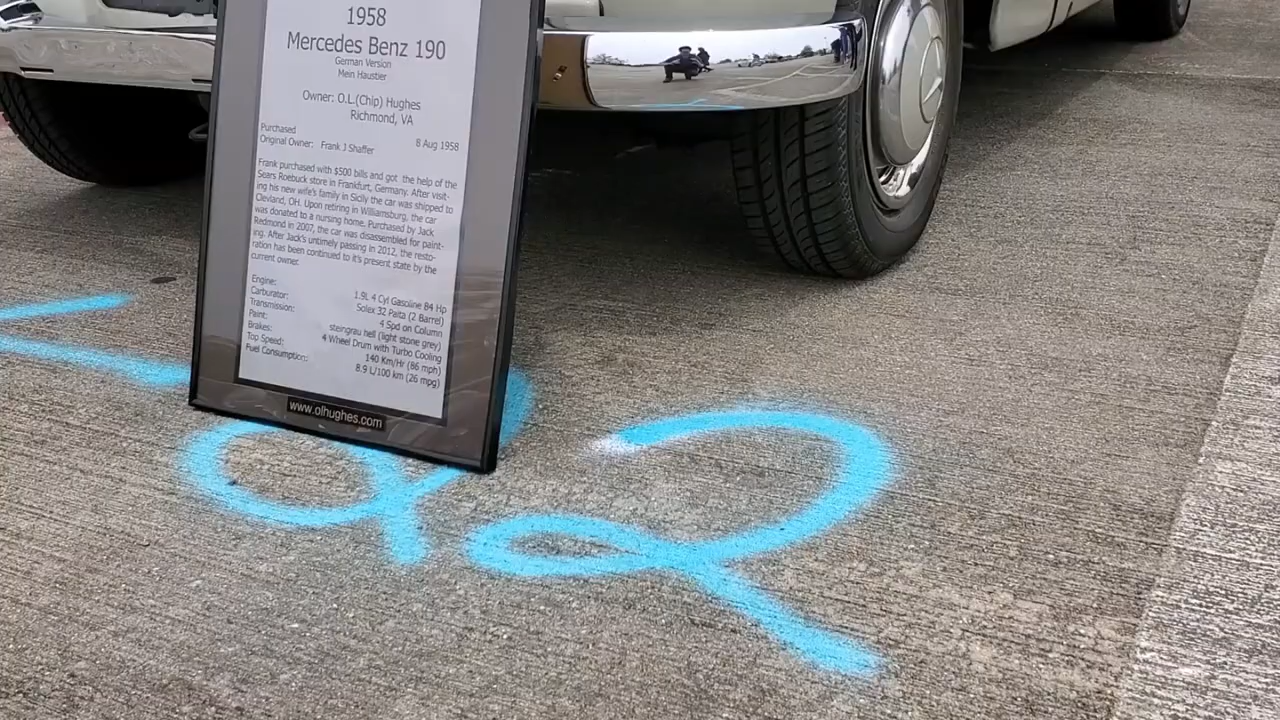 1958
Mercedes Benz 190
German Version
Mein Haustier
Owner: O.L.(Chip) Hughes
Richmond, VA
Purchased 8 Aug 1958
Original Owner: Frank J Shaffer
Frank purchased with $500 bills and got the help of the
Sears Roebuck store in Frankfurt, Germany. After visit-
ing his new wife's family in Sicily the car was shipped to
Clevland, OH. Upon retiring in Williamsburg, the car
was donated to a nursing home. Purchased by Jack
Redmond in 2007, the car was disassembled for paint-
ing. After Jack's untimely passing in 2012, the resto-
ration has been continued to it's present state by the
current owner.
Engine: 1.9L 4 Cyl Gasoline 84 Hp
Carburator: Solex 32 Paita (2 Barrel)
Transmission: 4 Spd on Column
Paint: steingrau hell (light stone grey)
Brakes: 4 Wheel Drum with Turbo Cooling
Top Speed: 140 Km/Hr (86 mph)
Fuel Consumption: 8.9 L/100 km (26 mpg)
www.olhughes.com
2